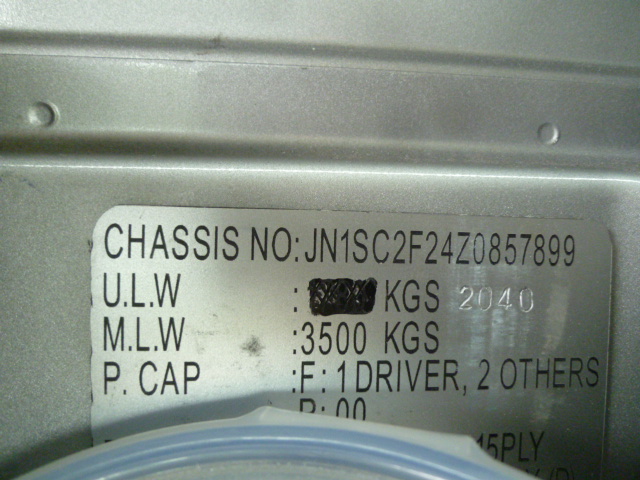 CHASSIS NO: JN1SC2F24Z0857899
U.L.W : KGS 2040
M.L.W :3500 KGS
P. CAP :F: 1 DRIVER, 2 OTHERS
R: 00
15PLY